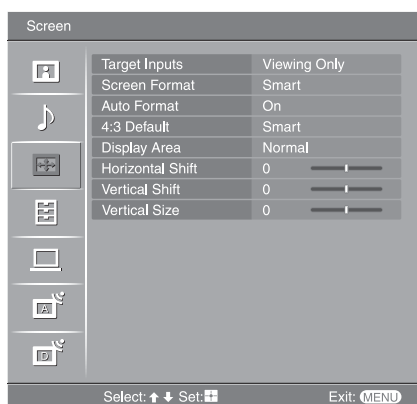 Screen
Target Inputs Viewing Only
Screen Format Smart
Auto Format On
4:3 Default Smart
Display Area Normal
Horizontal Shift 0
Vertical Shift 0
Vertical Size 0
A
D
Select: Set: Exit: MENU